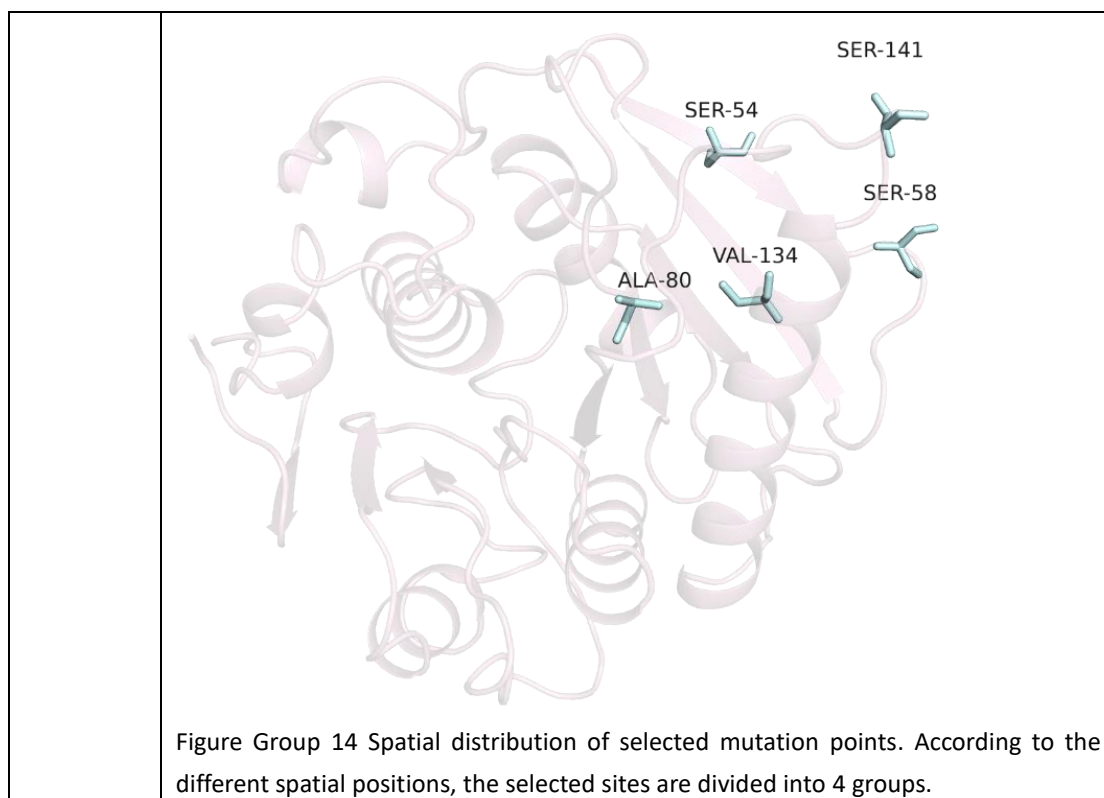 SER-141
SER-54
SER-58
VAL-134
ALA-80
Figure Group 14 Spatial distribution of selected mutation points. According to the
different spatial positions, the selected sites are divided into 4 groups.